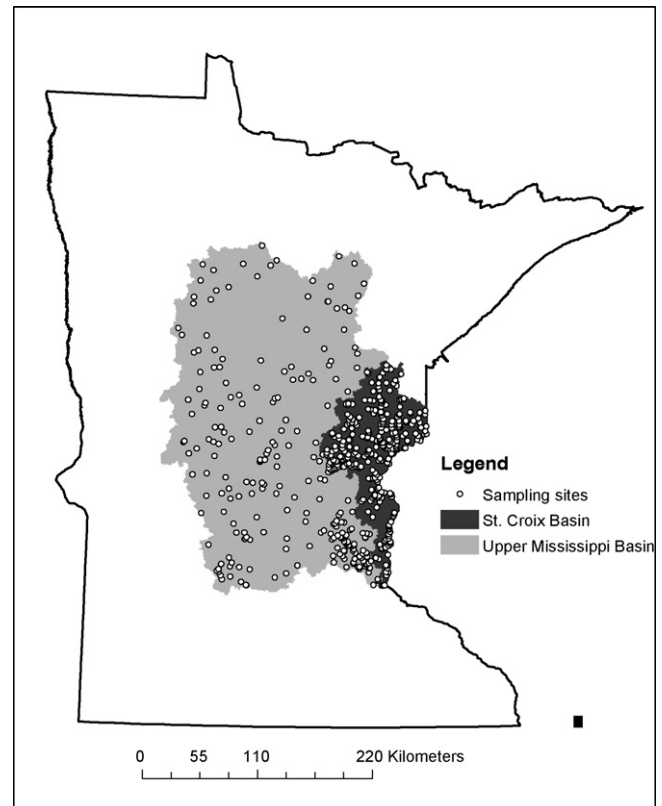 Legend
Sampling sites
St. Croix Basin
Upper Mississippi Basin
0 55 110 220 Kilometers